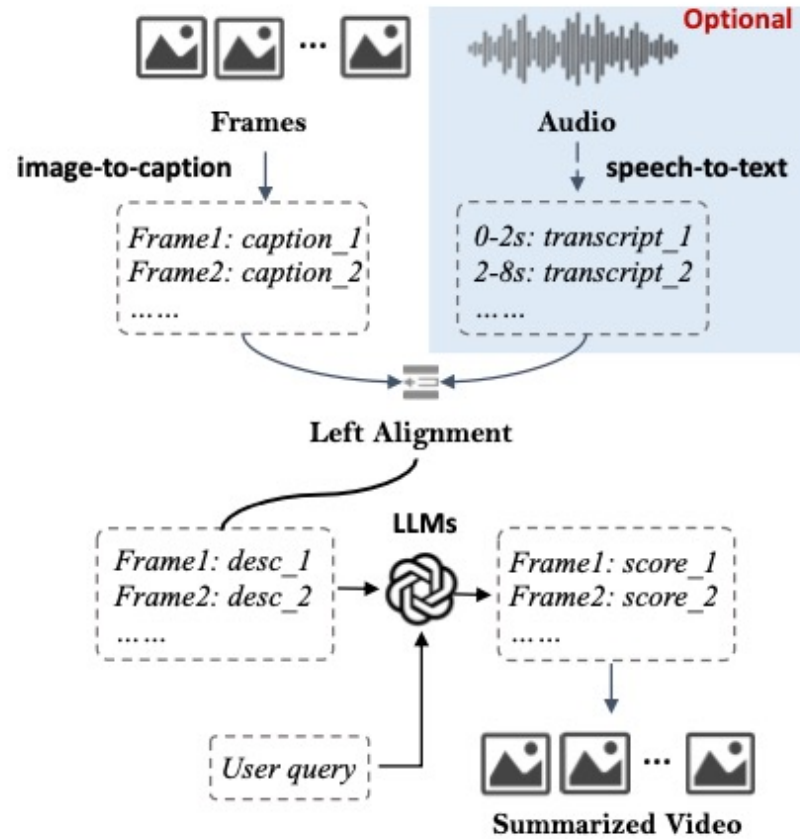 Optional
...
Frames
Audio
image-to-caption
speech-to-text
Frame1: caption_1
Frame2: caption_2
... ...
0-2s: transcript_1
2-8s: transcript_2
... ...
Left Alignment
LLMs
Frame1: desc_1
Frame2: desc_2
... ...
Frame1: score_1
Frame2: score_2
... ...
User query
...
Summarized Video